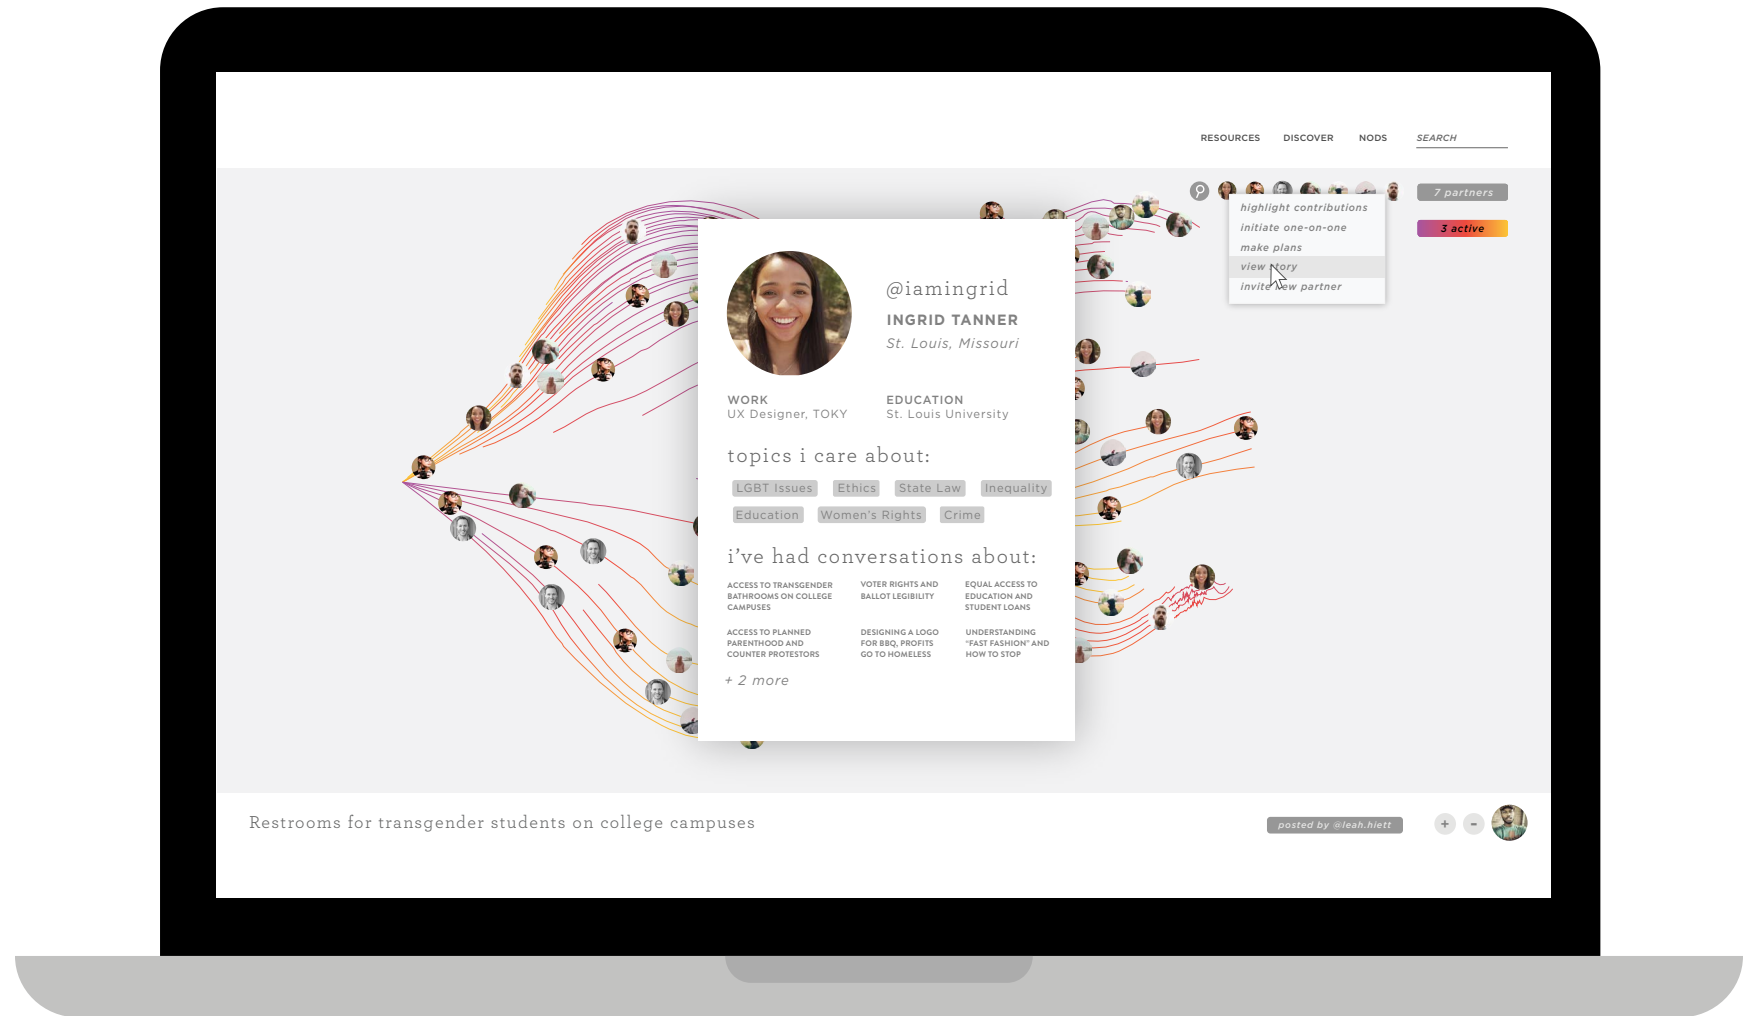 RESOURCES DISCOVER NODS SEARCH
7 partners
3 active
highlight contributions
initiate one-on-one
make plans
view story
invite new partner
@iamingrid
INGRID TANNER
St. Louis, Missouri
WORK
UX Designer, TOKY
EDUCATION
St. Louis University
topics i care about:
LGBT Issues Ethics State Law Inequality
Education Women's Rights Crime
i've had conversations about:
ACCESS TO TRANSGENDER
BATHROOMS ON COLLEGE
CAMPUSES
VOTER RIGHTS AND
BALLOT LEGIBILITY
EQUAL ACCESS TO
EDUCATION AND
STUDENT LOANS
ACCESS TO PLANNED
PARENTHOOD AND
COUNTER PROTESTORS
DESIGNING A LOGO
FOR BBQ, PROFITS
GO TO HOMELESS
UNDERSTANDING
"FAST FASHION" AND
HOW TO STOP
+ 2 more
Restrooms for transgender students on college campuses
posted by @leah.hiett
+ -